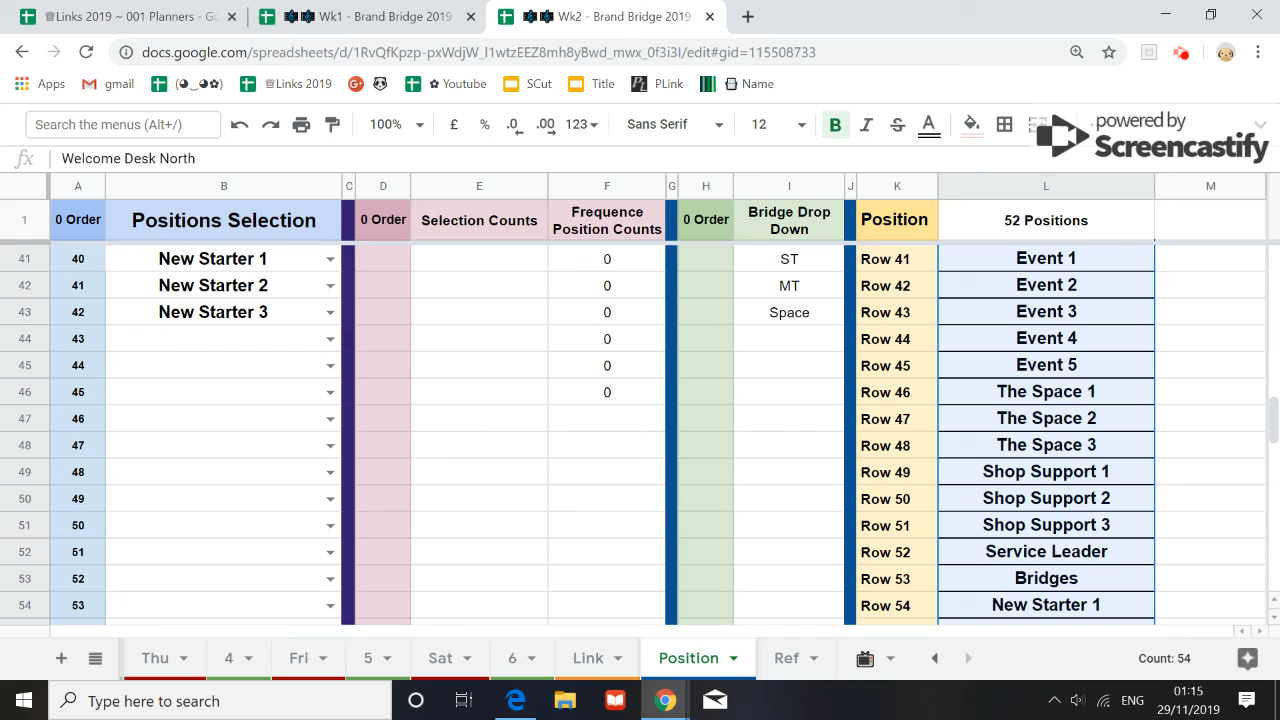 Links 2019 ~ 001 Planners - Go
Wk1 - Brand Bridge 2019
Wk2 - Brand Bridge 2019
docs.google.com/spreadsheets/d/1RvQfKpzp-pxWdjW_l1wtzEEZ8mh8yBwd_mwx_0f3i3I/edit#gid=115508733
Apps gmail (◕‿◕✿) ♕Links 2019 ✿ Youtube SCut Title PLink Name
Search the menus (Alt+/) 100% £ % .0 .00 123 Sans Serif 12 B I S A
powered by
Screencastify
fx Welcome Desk North
A B C D E F G H I J K L M
1 0 Order Positions Selection 0 Order Selection Counts Frequence Position Counts 0 Order Bridge Drop Down Position 52 Positions
41 40 New Starter 1 0 ST Row 41 Event 1
42 41 New Starter 2 0 MT Row 42 Event 2
43 42 New Starter 3 0 Space Row 43 Event 3
44 43 0 Row 44 Event 4
45 44 0 Row 45 Event 5
46 45 0 Row 46 The Space 1
47 46 Row 47 The Space 2
48 47 Row 48 The Space 3
49 48 Row 49 Shop Support 1
50 49 Row 50 Shop Support 2
51 50 Row 51 Shop Support 3
52 51 Row 52 Service Leader
53 52 Row 53 Bridges
54 53 Row 54 New Starter 1
Thu 4 Fri 5 Sat 6 Link Position Ref Count: 54
Type here to search
ENG
01:15
29/11/2019